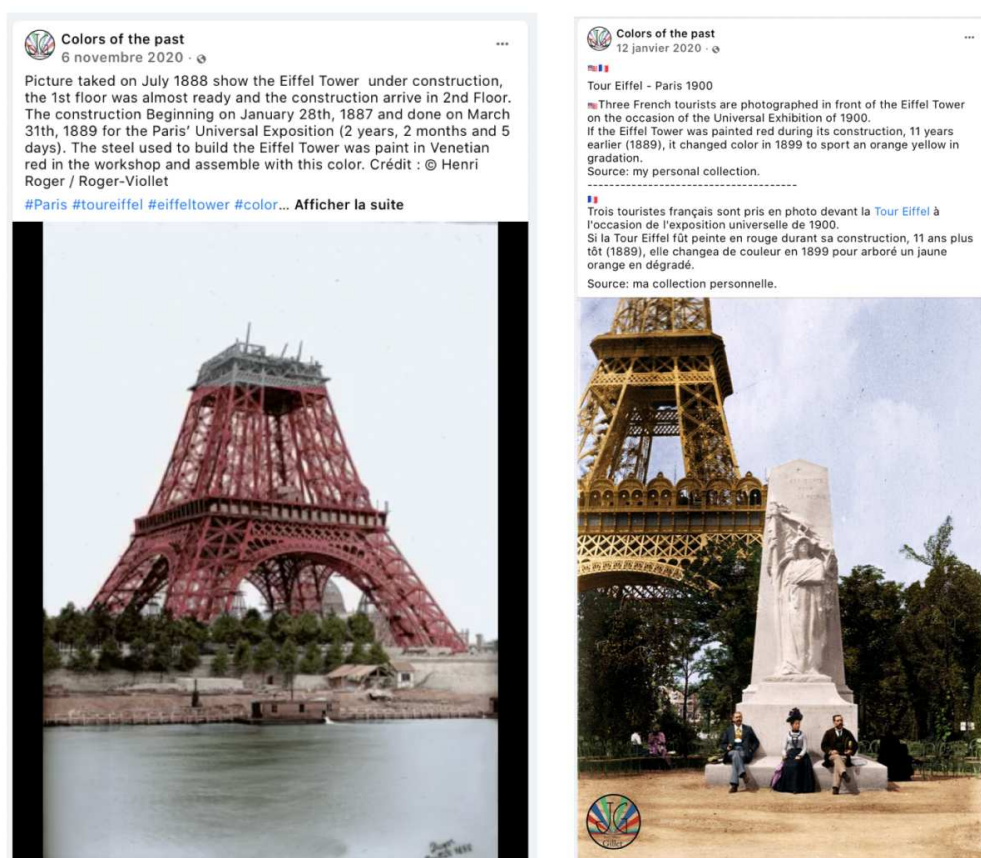 Colors of the past
6 novembre 2020 ·
Picture taked on July 1888 show the Eiffel Tower under construction,
the 1st floor was almost ready and the construction arrive in 2nd Floor.
The construction Beginning on January 28th, 1887 and done on March
31th, 1889 for the Paris' Universal Exposition (2 years, 2 months and 5
days). The steel used to build the Eiffel Tower was paint in Venetian
red in the workshop and assemble with this color. Crédit : © Henri
Roger / Roger-Viollet
#Paris #toureiffel #eiffeltower #color... Afficher la suite
Colors of the past
12 janvier 2020 ·
Tour Eiffel - Paris 1900
Three French tourists are photographed in front of the Eiffel Tower
on the occasion of the Universal Exhibition of 1900.
If the Eiffel Tower was painted red during its construction, 11 years
earlier (1889), it changed color in 1899 to sport an orange yellow in
gradation.
Source: my personal collection.
--------------------------------------
Trois touristes français sont pris en photo devant la Tour Eiffel à
l'occasion de l'exposition universelle de 1900.
Si la Tour Eiffel fût peinte en rouge durant sa construction, 11 ans plus
tôt (1889), elle changea de couleur en 1899 pour arboré un jaune
orange en dégradé.
Source: ma collection personnelle.
JG
Gillet